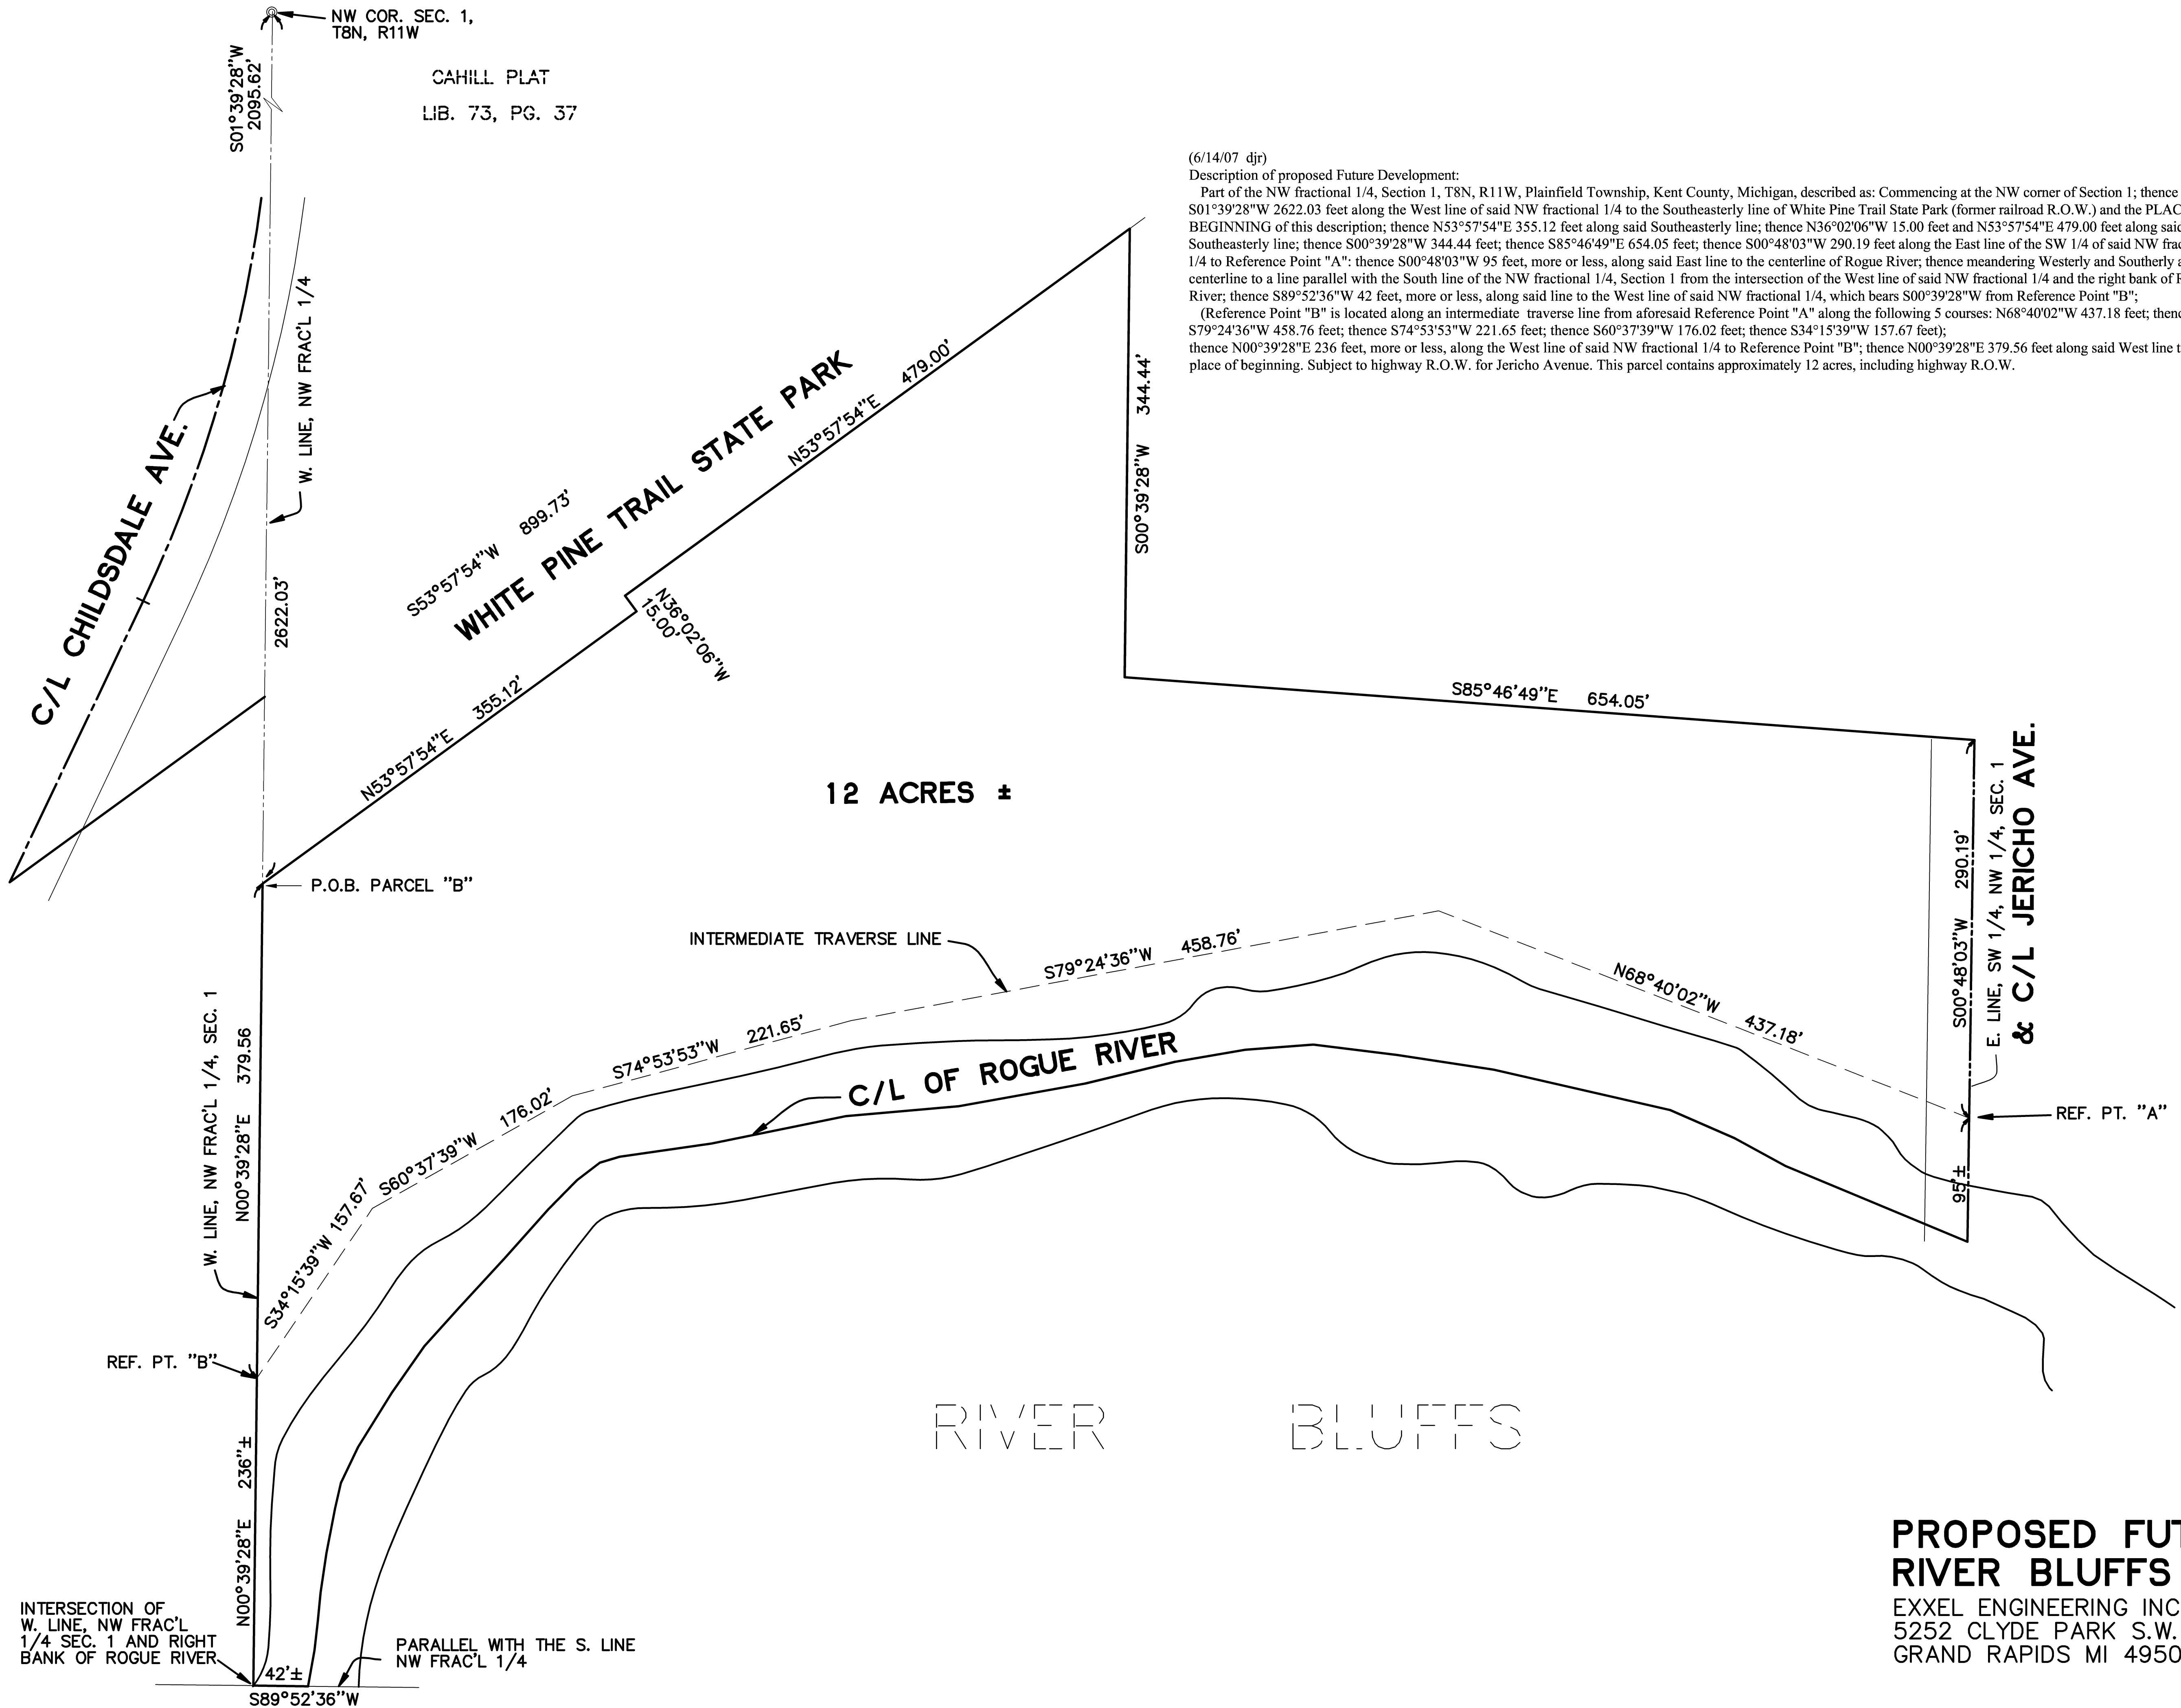 NW COR. SEC. 1,
T8N, R11W
S01°39'28"W
2095.62'
CAHILL PLAT
LIB. 73, PG. 37
(6/14/07 djr)
Description of proposed Future Development:
Part of the NW fractional 1/4, Section 1, T8N, R11W, Plainfield Township, Kent County, Michigan, described as: Commencing at the NW corner of Section 1; thence
S01°39'28"W 2622.03 feet along the West line of said NW fractional 1/4 to the Southeasterly line of White Pine Trail State Park (former railroad R.O.W.) and the PLAC
BEGINNING of this description; thence N53°57'54"E 355.12 feet along said Southeasterly line; thence N36°02'06"W 15.00 feet and N53°57'54"E 479.00 feet along said
Southeasterly line; thence S00°39'28"W 344.44 feet; thence S85°46'49"E 654.05 feet; thence S00°48'03"W 290.19 feet along the East line of the SW 1/4 of said NW frac
1/4 to Reference Point "A": thence S00°48'03"W 95 feet, more or less, along said East line to the centerline of Rogue River; thence meandering Westerly and Southerly a
centerline to a line parallel with the South line of the NW fractional 1/4, Section 1 from the intersection of the West line of said NW fractional 1/4 and the right bank of R
River; thence S89°52'36"W 42 feet, more or less, along said line to the West line of said NW fractional 1/4, which bears S00°39'28"W from Reference Point "B";
(Reference Point "B" is located along an intermediate traverse line from aforesaid Reference Point "A" along the following 5 courses: N68°40'02"W 437.18 feet; thenc
S79°24'36"W 458.76 feet; thence S74°53'53"W 221.65 feet; thence S60°37'39"W 176.02 feet; thence S34°15'39"W 157.67 feet);
thence N00°39'28"E 236 feet, more or less, along the West line of said NW fractional 1/4 to Reference Point "B"; thence N00°39'28"E 379.56 feet along said West line t
place of beginning. Subject to highway R.O.W. for Jericho Avenue. This parcel contains approximately 12 acres, including highway R.O.W.
W. LINE, NW FRAC'L 1/4
C/L CHILDSDALE AVE.
2622.03'
S53°57'54"W 899.73'
WHITE PINE TRAIL STATE PARK
N53°57'54"E 479.00'
N36°02'06"W
15.00'
N53°57'54"E 355.12'
S00°39'28"W 344.44'
S85°46'49"E 654.05'
12 ACRES ±
P.O.B. PARCEL "B"
S00°48'03"W 290.19'
E. LINE, SW 1/4, NW 1/4, SEC. 1
& C/L JERICHO AVE.
INTERMEDIATE TRAVERSE LINE
S79°24'36"W 458.76'
N68°40'02"W 437.18'
S74°53'53"W 221.65'
C/L OF ROGUE RIVER
S60°37'39"W 176.02'
S34°15'39"W 157.67'
REF. PT. "A"
95'±
W. LINE, NW FRAC'L 1/4, SEC. 1
N00°39'28"E 379.56
REF. PT. "B"
N00°39'28"E 236"±
RIVER BLUFFS
INTERSECTION OF
W. LINE, NW FRAC'L
1/4 SEC. 1 AND RIGHT
BANK OF ROGUE RIVER
42'±
S89°52'36"W
PARALLEL WITH THE S. LINE
NW FRAC'L 1/4
PROPOSED FUT
RIVER BLUFFS
EXXEL ENGINEERING INC
5252 CLYDE PARK S.W.
GRAND RAPIDS MI 4950